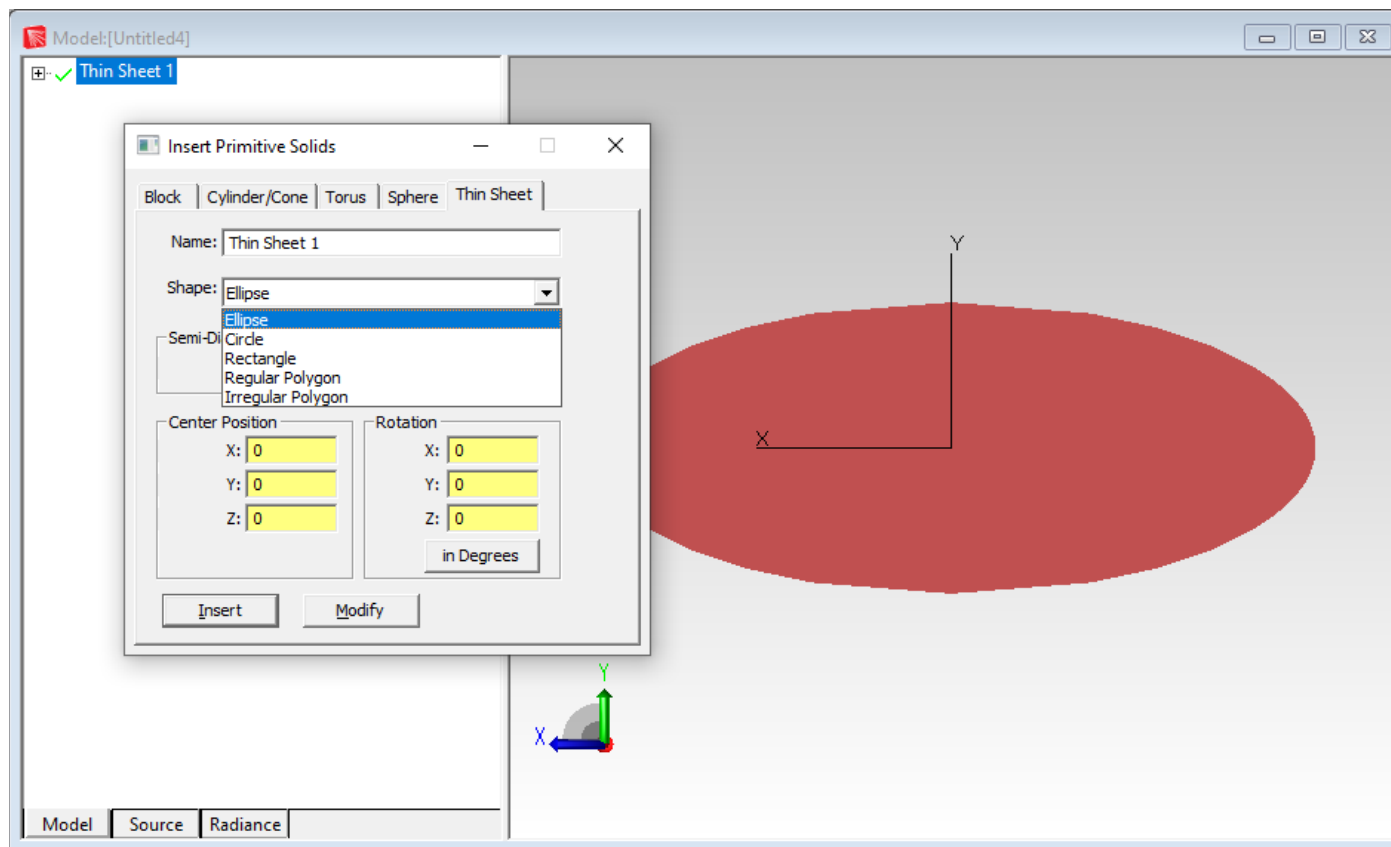 Model:[Untitled4]
Thin Sheet 1
Insert Primitive Solids
Block Cylinder/Cone Torus Sphere Thin Sheet
Name: Thin Sheet 1
Shape: Ellipse
Ellipse
Semi-Di Circle
Rectangle
Regular Polygon
Irregular Polygon
Center Position Rotation
X: 0 X: 0
Y: 0 Y: 0
Z: 0 Z: 0
in Degrees
Insert Modify
Y
X
Y
X
Model Source Radiance